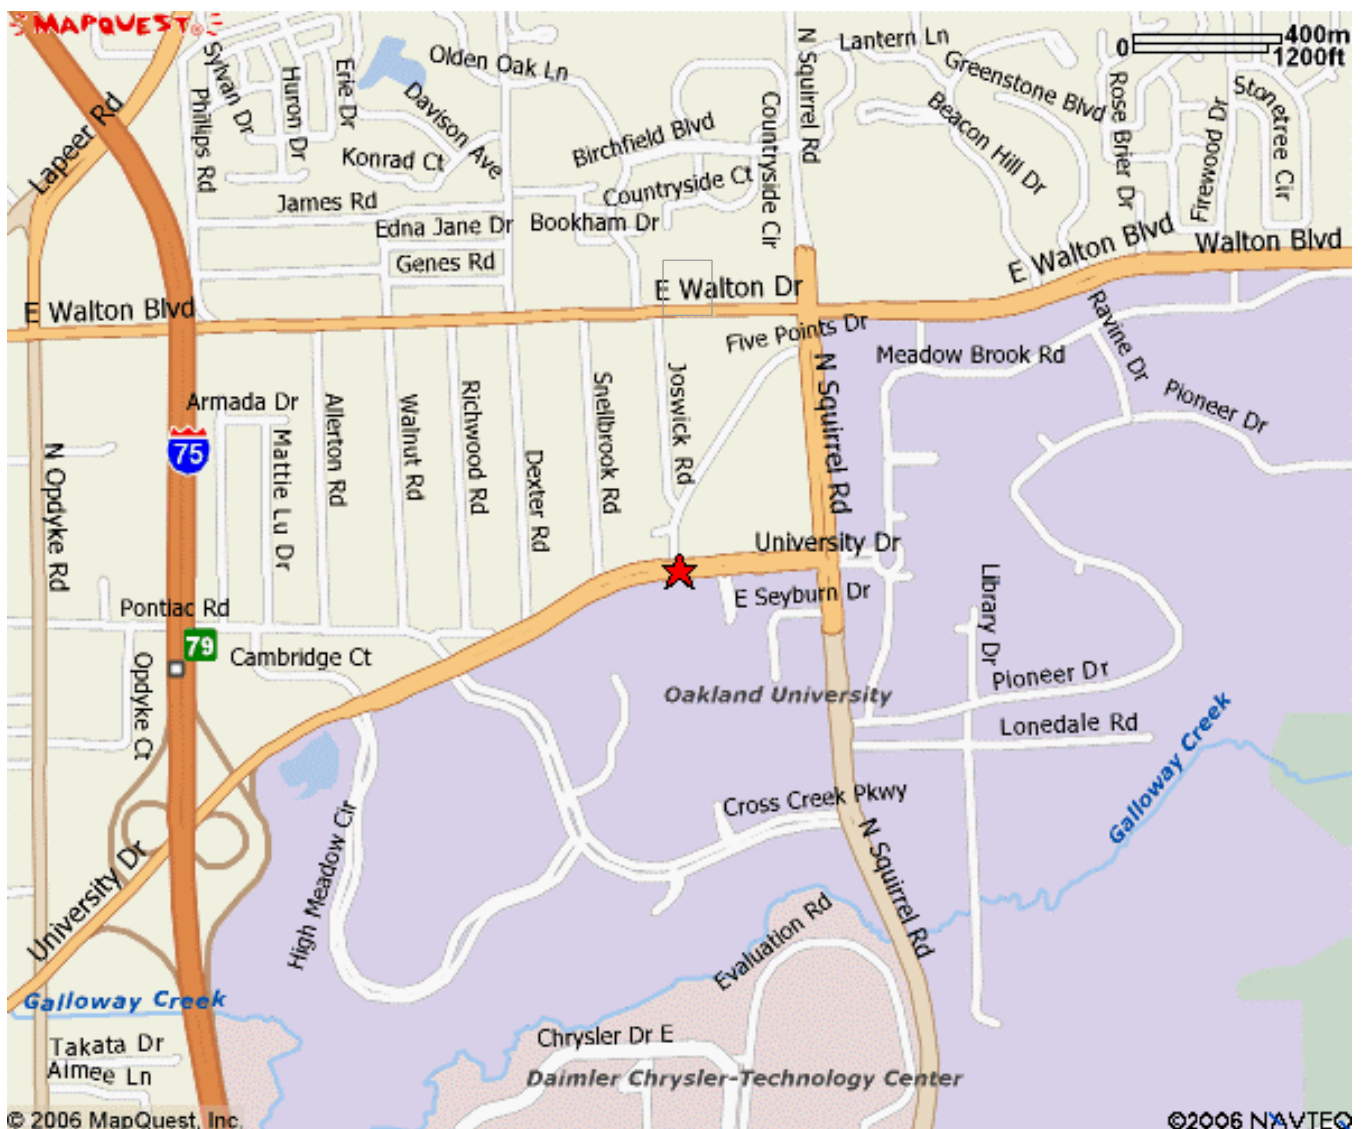 MAPQUEST
400m
0
1200ft
Lantern Ln
N Squirrel Rd
Olden Oak Ln
Greenstone Blvd
Sylvan Dr
Huron Dr
Erie Dr
Davison Ave
Phillips Rd
Lapeer Rd
Konrad Ct
Birchfield Blvd
Countryside Ct
Countryside Cir
Beacon Hill Dr
Rose Brier Dr
Firewood Dr
Stonetree Cir
James Rd
Edna Jane Dr
Bookham Dr
Genes Rd
E Walton Blvd
E Walton Dr
E Walton Blvd
Walton Blvd
Five Points Dr
Meadow Brook Rd
Ravine Dr
Pioneer Dr
N Squirrel Rd
Joswick Rd
Snellbrook Rd
Richwood Rd
Walnut Rd
Allerton Rd
Armada Dr
Mattie Lu Dr
Dexter Rd
75
N Opdyke Rd
University Dr
E Seyburn Dr
Library Dr
Pontiac Rd
79
Cambridge Ct
Opdyke Ct
Oakland University
Pioneer Dr
Lonedale Rd
Galloway Creek
Cross Creek Pkwy
N Squirrel Rd
High Meadow Cir
University Dr
Evaluation Rd
Galloway Creek
Takata Dr
Aimee Ln
Chrysler Dr E
Daimler Chrysler-Technology Center
© 2006 MapQuest, Inc.
©2006 NAVTEQ